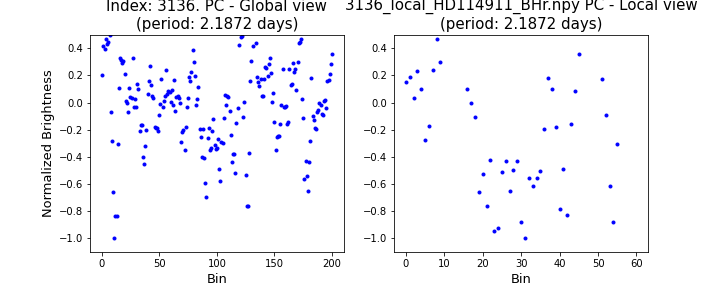 Index: 3136. PC - Global view
(period: 2.1872 days)
3136_local_HD114911_BHr.npy PC - Local view
(period: 2.1872 days)
Normalized Brightness
0.4
0.2
0.0
−0.2
−0.4
−0.6
−0.8
−1.0
0 50 100 150 200
Bin
0.4
0.2
0.0
−0.2
−0.4
−0.6
−0.8
−1.0
0 10 20 30 40 50 60
Bin